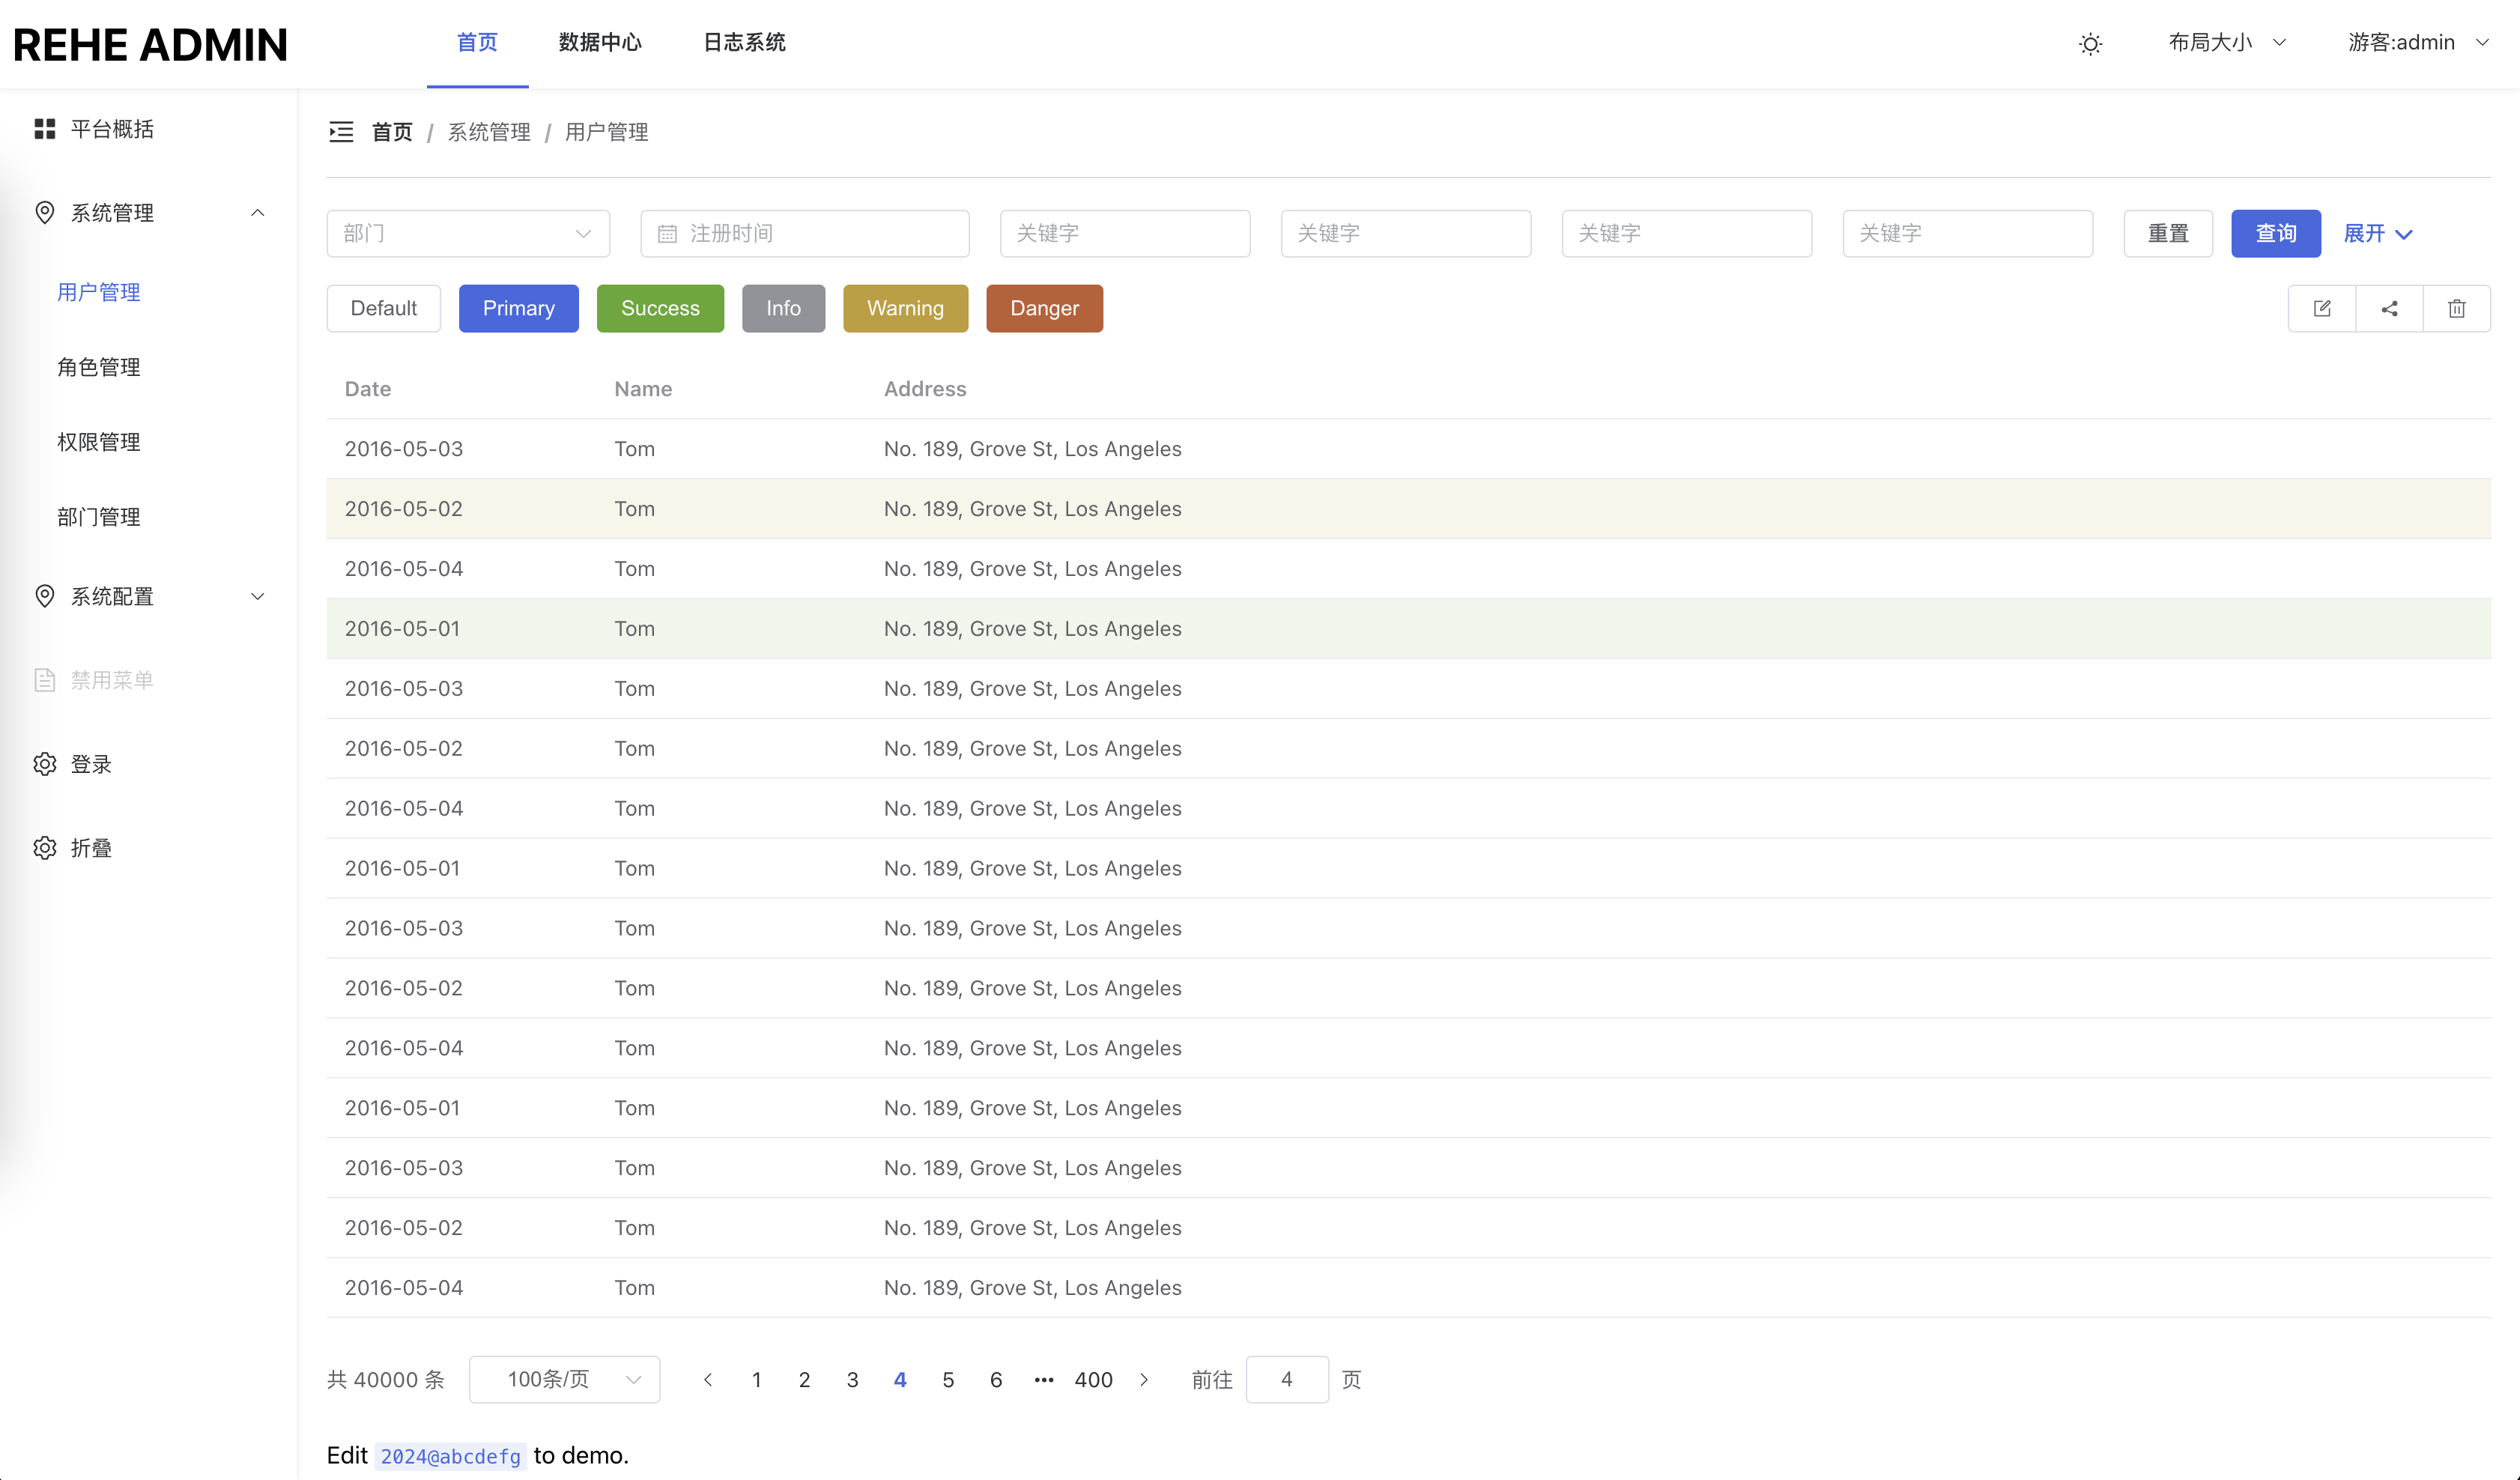 REHE ADMIN 首页 数据中心 日志系统 布局大小 游客:admin
平台概括
系统管理
用户管理
角色管理
权限管理
部门管理
系统配置
禁用菜单
登录
折叠
首页 / 系统管理 / 用户管理
部门 注册时间 关键字 关键字 关键字 关键字 重置 查询 展开
Default Primary Success Info Warning Danger
Date Name Address
2016-05-03 Tom No. 189, Grove St, Los Angeles
2016-05-02 Tom No. 189, Grove St, Los Angeles
2016-05-04 Tom No. 189, Grove St, Los Angeles
2016-05-01 Tom No. 189, Grove St, Los Angeles
2016-05-03 Tom No. 189, Grove St, Los Angeles
2016-05-02 Tom No. 189, Grove St, Los Angeles
2016-05-04 Tom No. 189, Grove St, Los Angeles
2016-05-01 Tom No. 189, Grove St, Los Angeles
2016-05-03 Tom No. 189, Grove St, Los Angeles
2016-05-02 Tom No. 189, Grove St, Los Angeles
2016-05-04 Tom No. 189, Grove St, Los Angeles
2016-05-01 Tom No. 189, Grove St, Los Angeles
2016-05-03 Tom No. 189, Grove St, Los Angeles
2016-05-02 Tom No. 189, Grove St, Los Angeles
2016-05-04 Tom No. 189, Grove St, Los Angeles
共 40000 条 100条/页 1 2 3 4 5 6 ••• 400 前往 4 页
Edit 2024@abcdefg to demo.